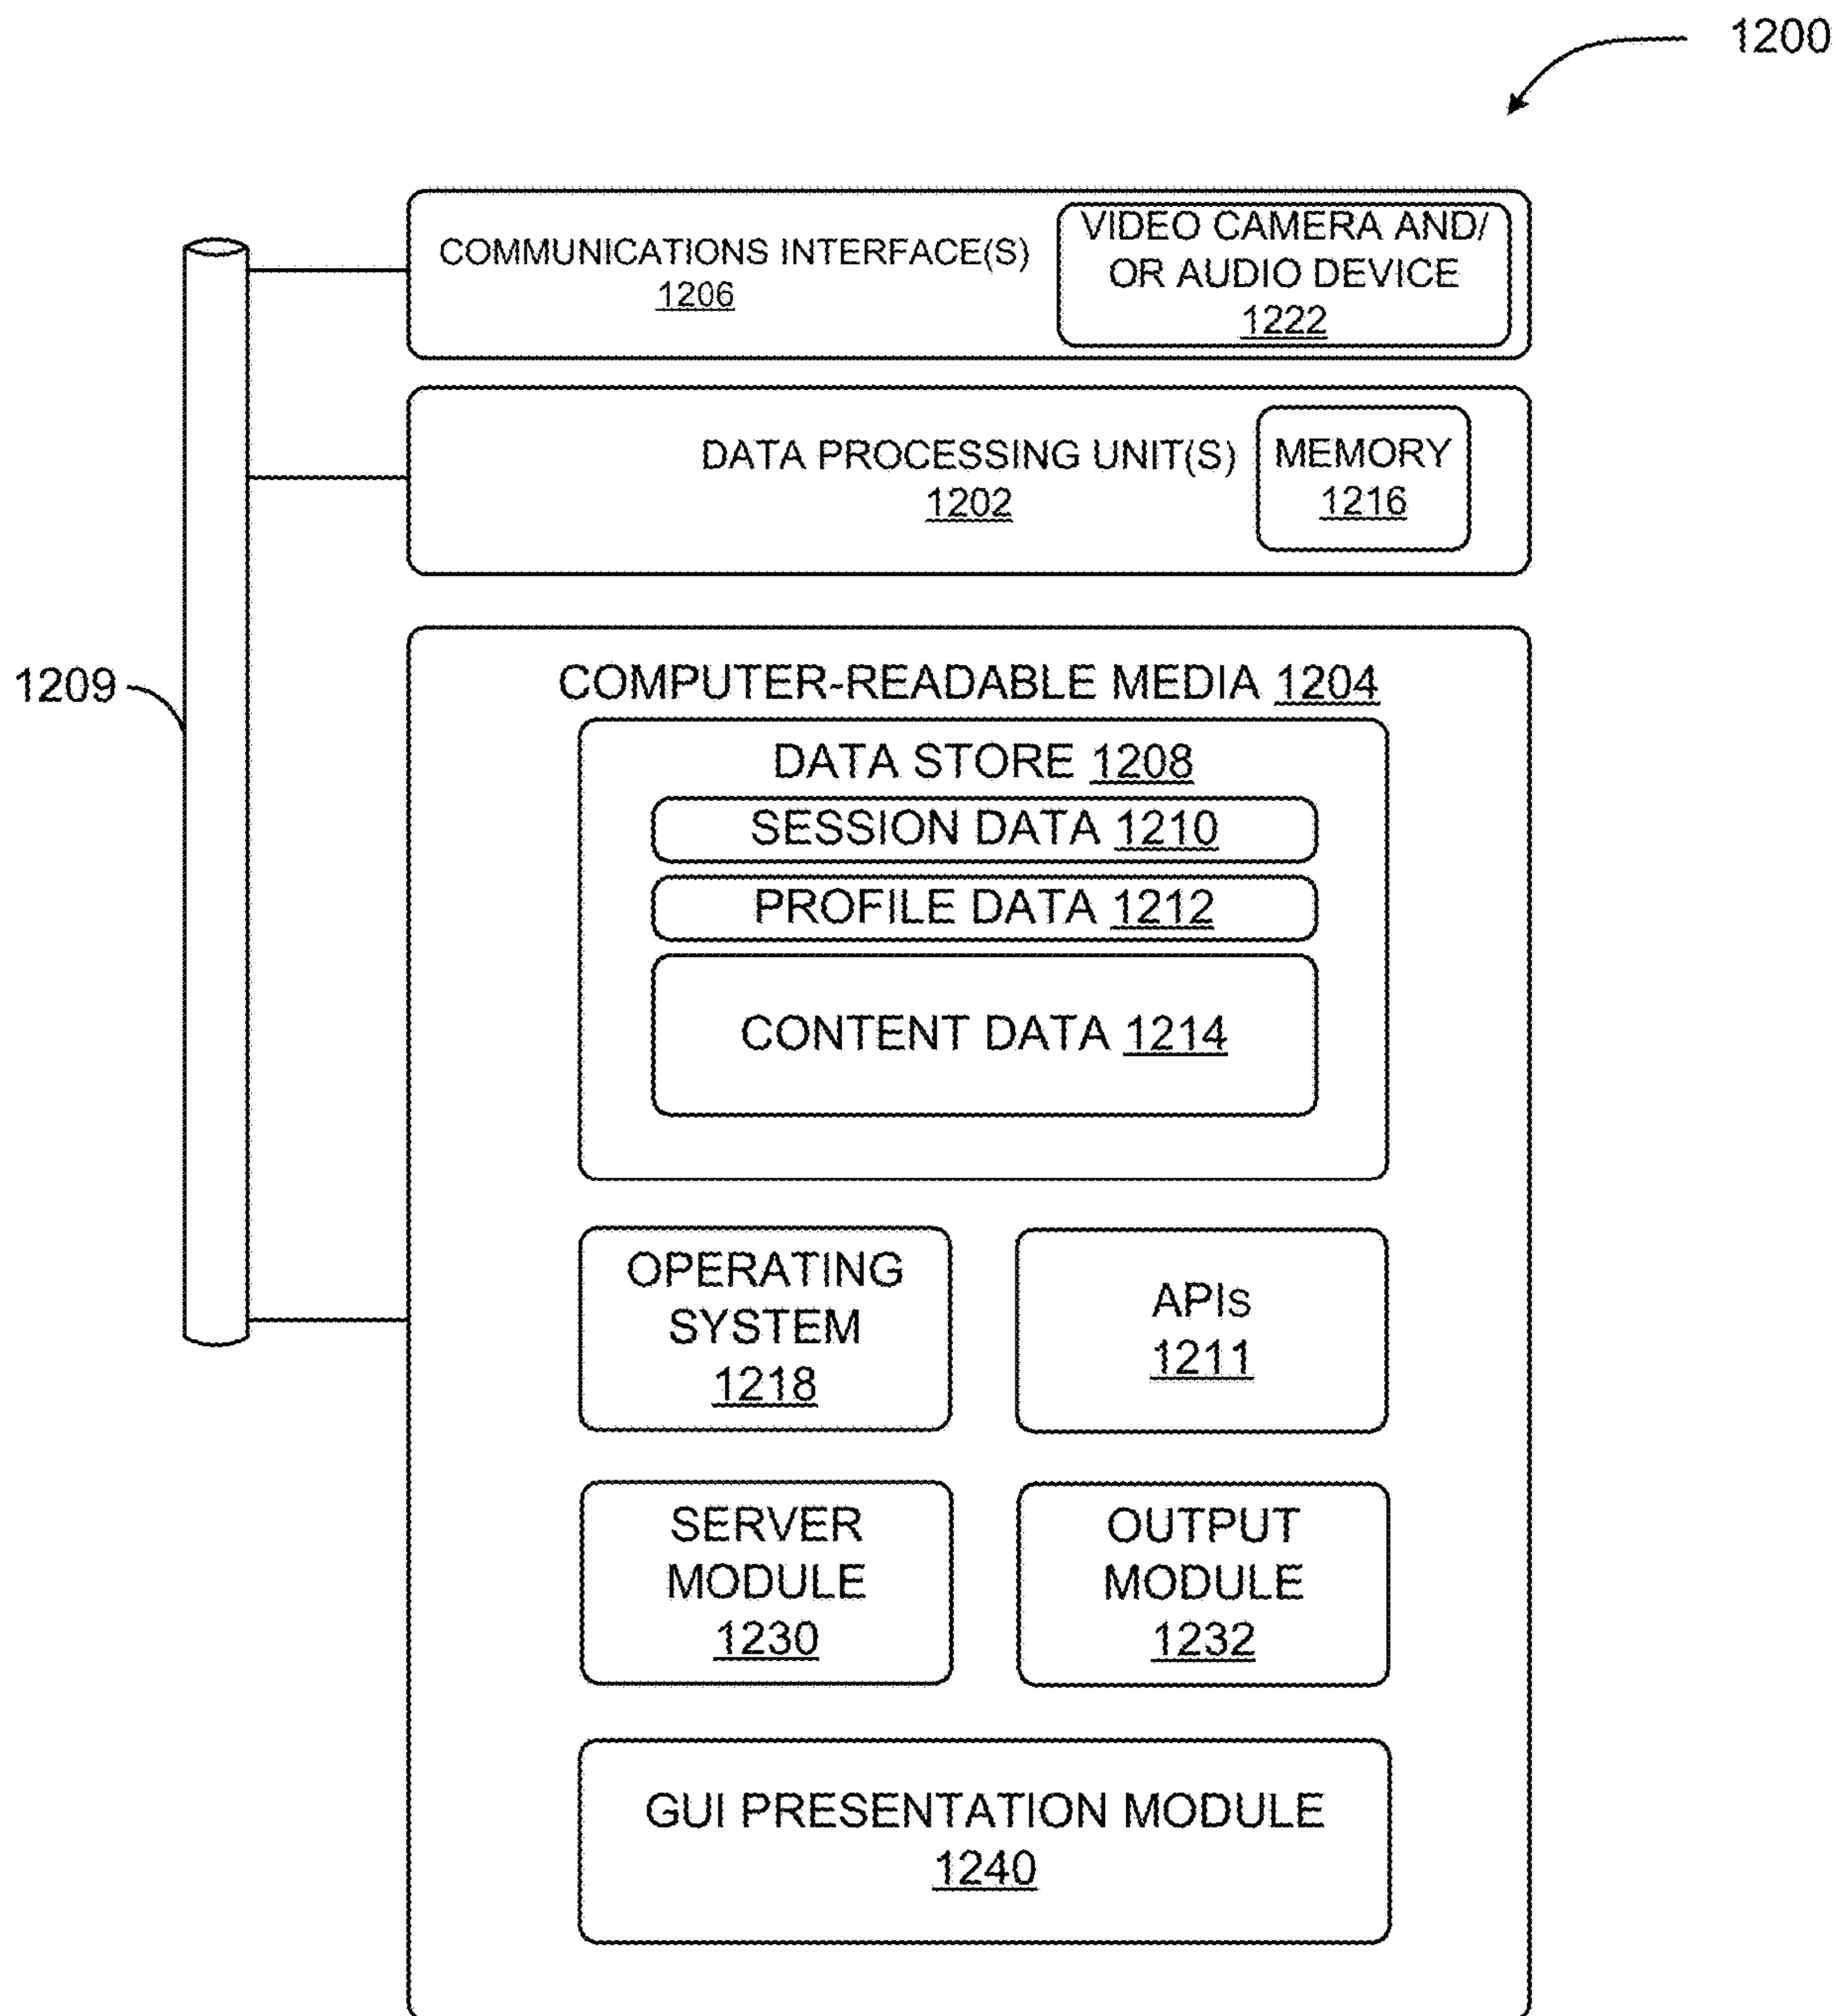 1200
COMMUNICATIONS INTERFACE(S)
1206
VIDEO CAMERA AND/
OR AUDIO DEVICE
1222
DATA PROCESSING UNIT(S)
1202
MEMORY
1216
1209
COMPUTER-READABLE MEDIA 1204
DATA STORE 1208
SESSION DATA 1210
PROFILE DATA 1212
CONTENT DATA 1214
OPERATING
SYSTEM
1218
APIs
1211
SERVER
MODULE
1230
OUTPUT
MODULE
1232
GUI PRESENTATION MODULE
1240